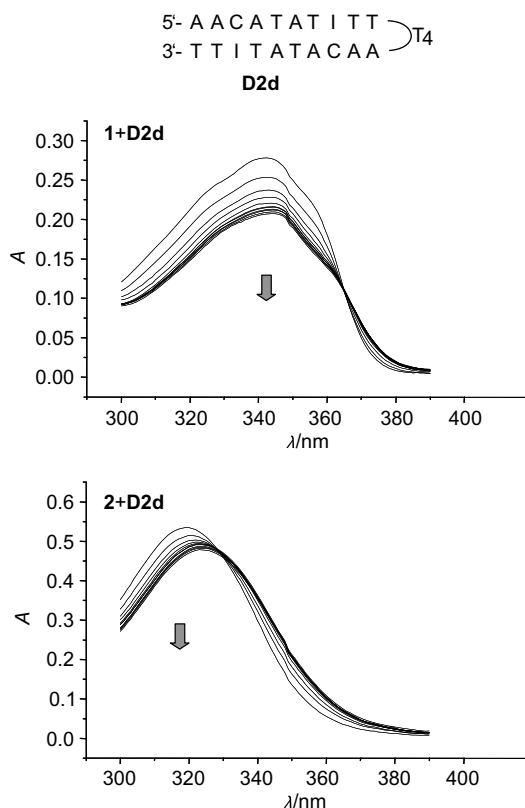 5‘- A A C A T A T I T T
T4
3‘- T T I T A T A C A A
D2d
1+D2d
0.30
0.25
0.20
0.15
0.10
0.05
0.00
A
300 320 340 360 380 400
λ/nm
2+D2d
0.6
0.5
0.4
0.3
0.2
0.1
0.0
A
300 320 340 360 380 400
λ/nm